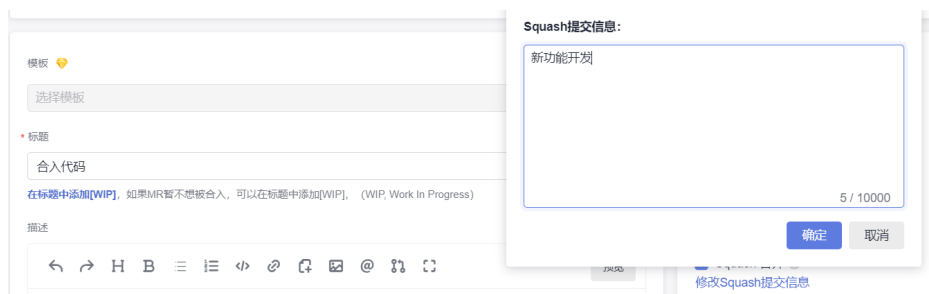 Squash提交信息:
新功能开发
5 / 10000
确定 取消
模板
选择模板
* 标题
合入代码
在标题中添加[WIP]，如果MR暂不想被合入，可以在标题中添加[WIP]， (WIP, Work In Progress)
描述
H B @
预览
修改Squash提交信息